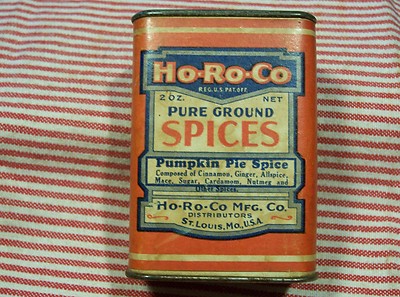 Ho-Ro-Co
REG. U.S. PAT. OFF.
2 OZ. NET
PURE GROUND
SPICES
Pumpkin Pie Spice
Composed of Cinnamon, Ginger, Allspice,
Mace, Sugar, Cardamom, Nutmeg and
Other Spices
Ho-Ro-Co Mfg. Co.
DISTRIBUTORS
St. Louis, Mo., U.S.A.